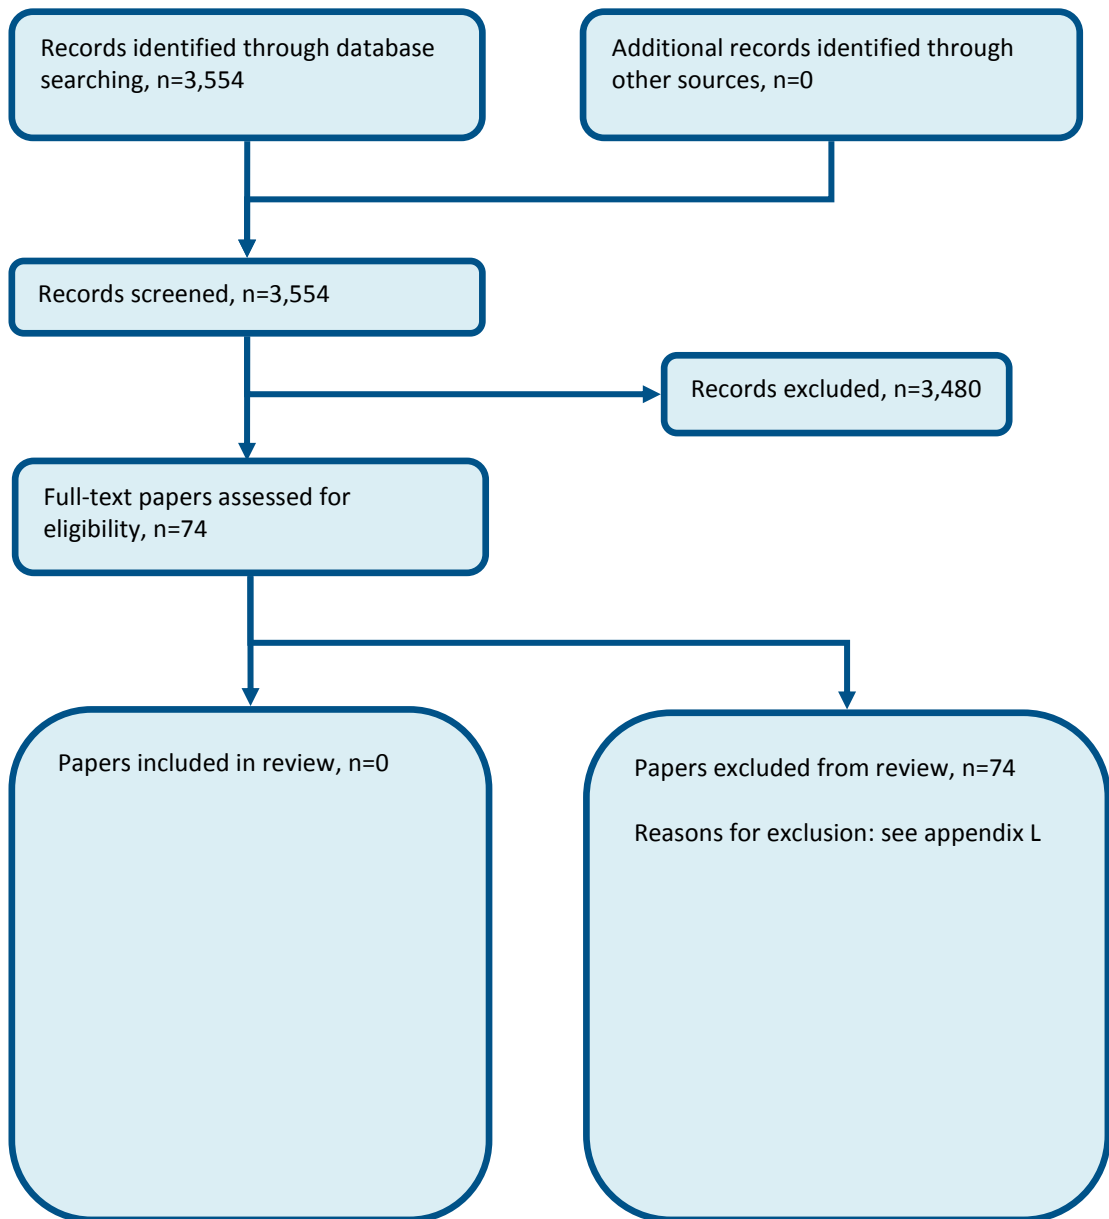 Records identified through database
searching, n=3,554
Additional records identified through
other sources, n=0
Records screened, n=3,554
Records excluded, n=3,480
Full-text papers assessed for
eligibility, n=74
Papers included in review, n=0
Papers excluded from review, n=74
Reasons for exclusion: see appendix L